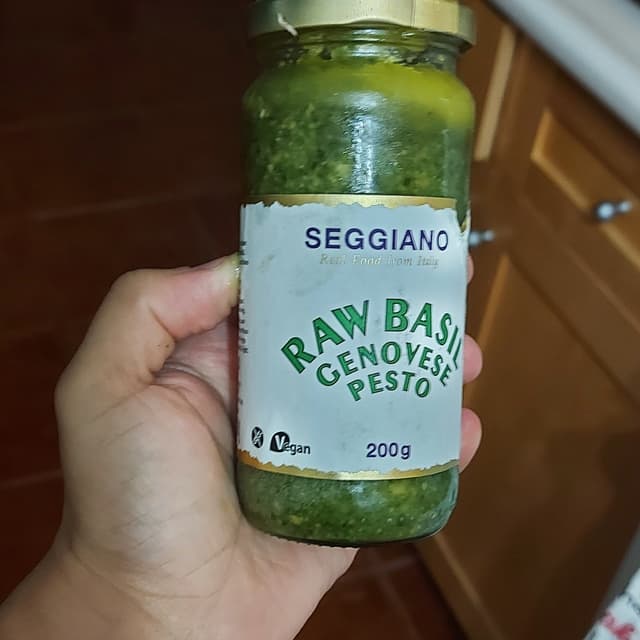 SEGGIANO
Real Food from Italy
RAW BASIL
GENOVESE
PESTO
Vegan
200g